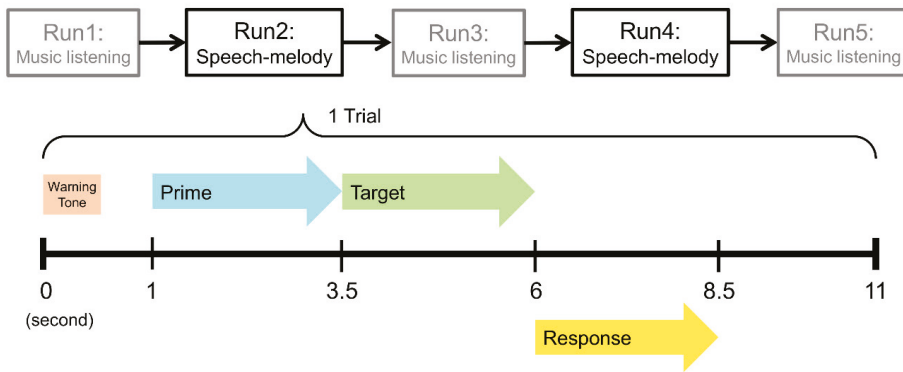 Run1:
Music listening
Run2:
Speech-melody
Run3:
Music listening
Run4:
Speech-melody
Run5:
Music listening
1 Trial
Warning
Tone
Prime
Target
0
1
3.5
6
8.5
11
(second)
Response